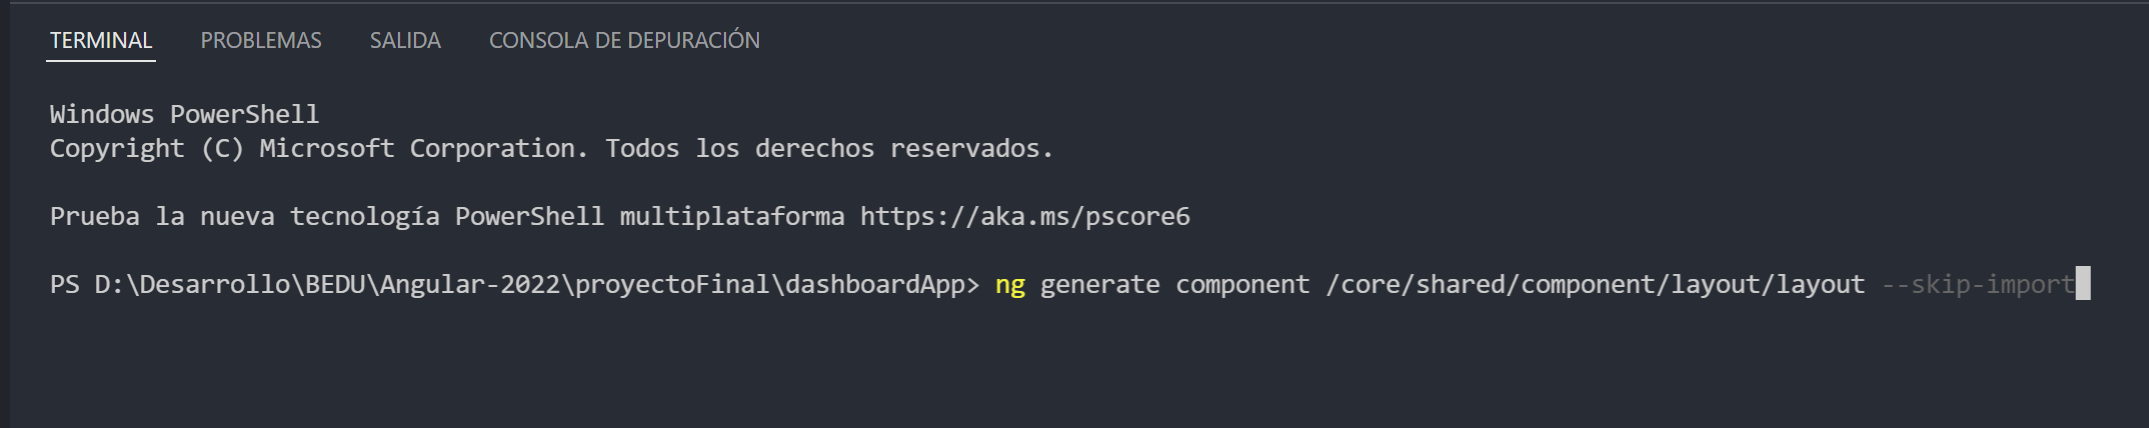 TERMINAL PROBLEMAS SALIDA CONSOLA DE DEPURACIÓN
Windows PowerShell
Copyright (C) Microsoft Corporation. Todos los derechos reservados.
Prueba la nueva tecnología PowerShell multiplataforma https://aka.ms/pscore6
PS D:\Desarrollo\BEDU\Angular-2022\proyectoFinal\dashboardApp> ng generate component /core/shared/component/layout/layout --skip-import